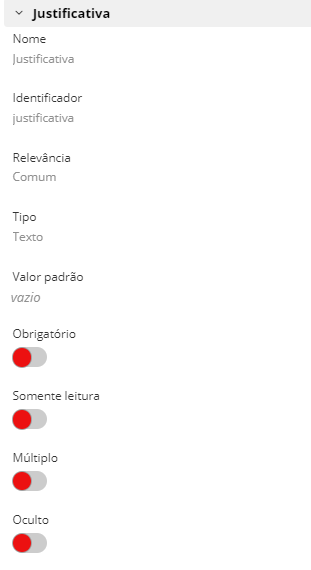 Justificativa
Nome
Justificativa
Identificador
justificativa
Relevância
Comum
Tipo
Texto
Valor padrão
vazio
Obrigatório
Somente leitura
Múltiplo
Oculto